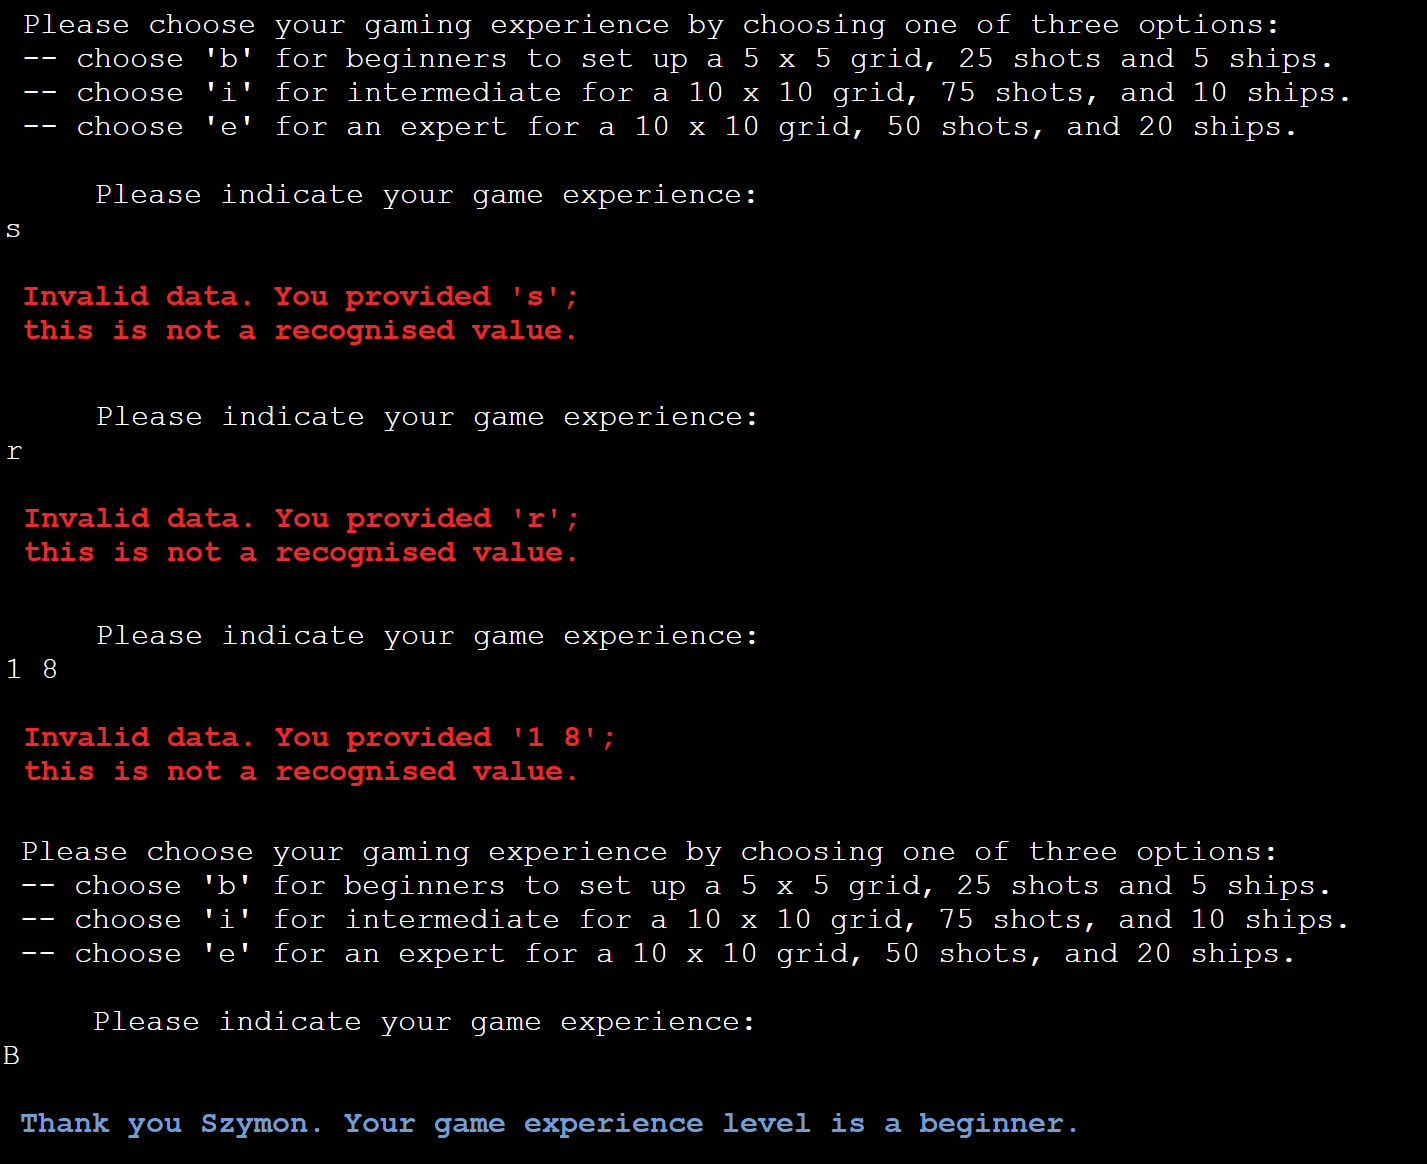 Please choose your gaming experience by choosing one of three options:
-- choose 'b' for beginners to set up a 5 x 5 grid, 25 shots and 5 ships.
-- choose 'i' for intermediate for a 10 x 10 grid, 75 shots, and 10 ships.
-- choose 'e' for an expert for a 10 x 10 grid, 50 shots, and 20 ships.
Please indicate your game experience:
s
Invalid data. You provided 's';
this is not a recognised value.
Please indicate your game experience:
r
Invalid data. You provided 'r';
this is not a recognised value.
Please indicate your game experience:
1 8
Invalid data. You provided '1 8';
this is not a recognised value.
Please choose your gaming experience by choosing one of three options:
-- choose 'b' for beginners to set up a 5 x 5 grid, 25 shots and 5 ships.
-- choose 'i' for intermediate for a 10 x 10 grid, 75 shots, and 10 ships.
-- choose 'e' for an expert for a 10 x 10 grid, 50 shots, and 20 ships.
Please indicate your game experience:
B
Thank you Szymon. Your game experience level is a beginner.